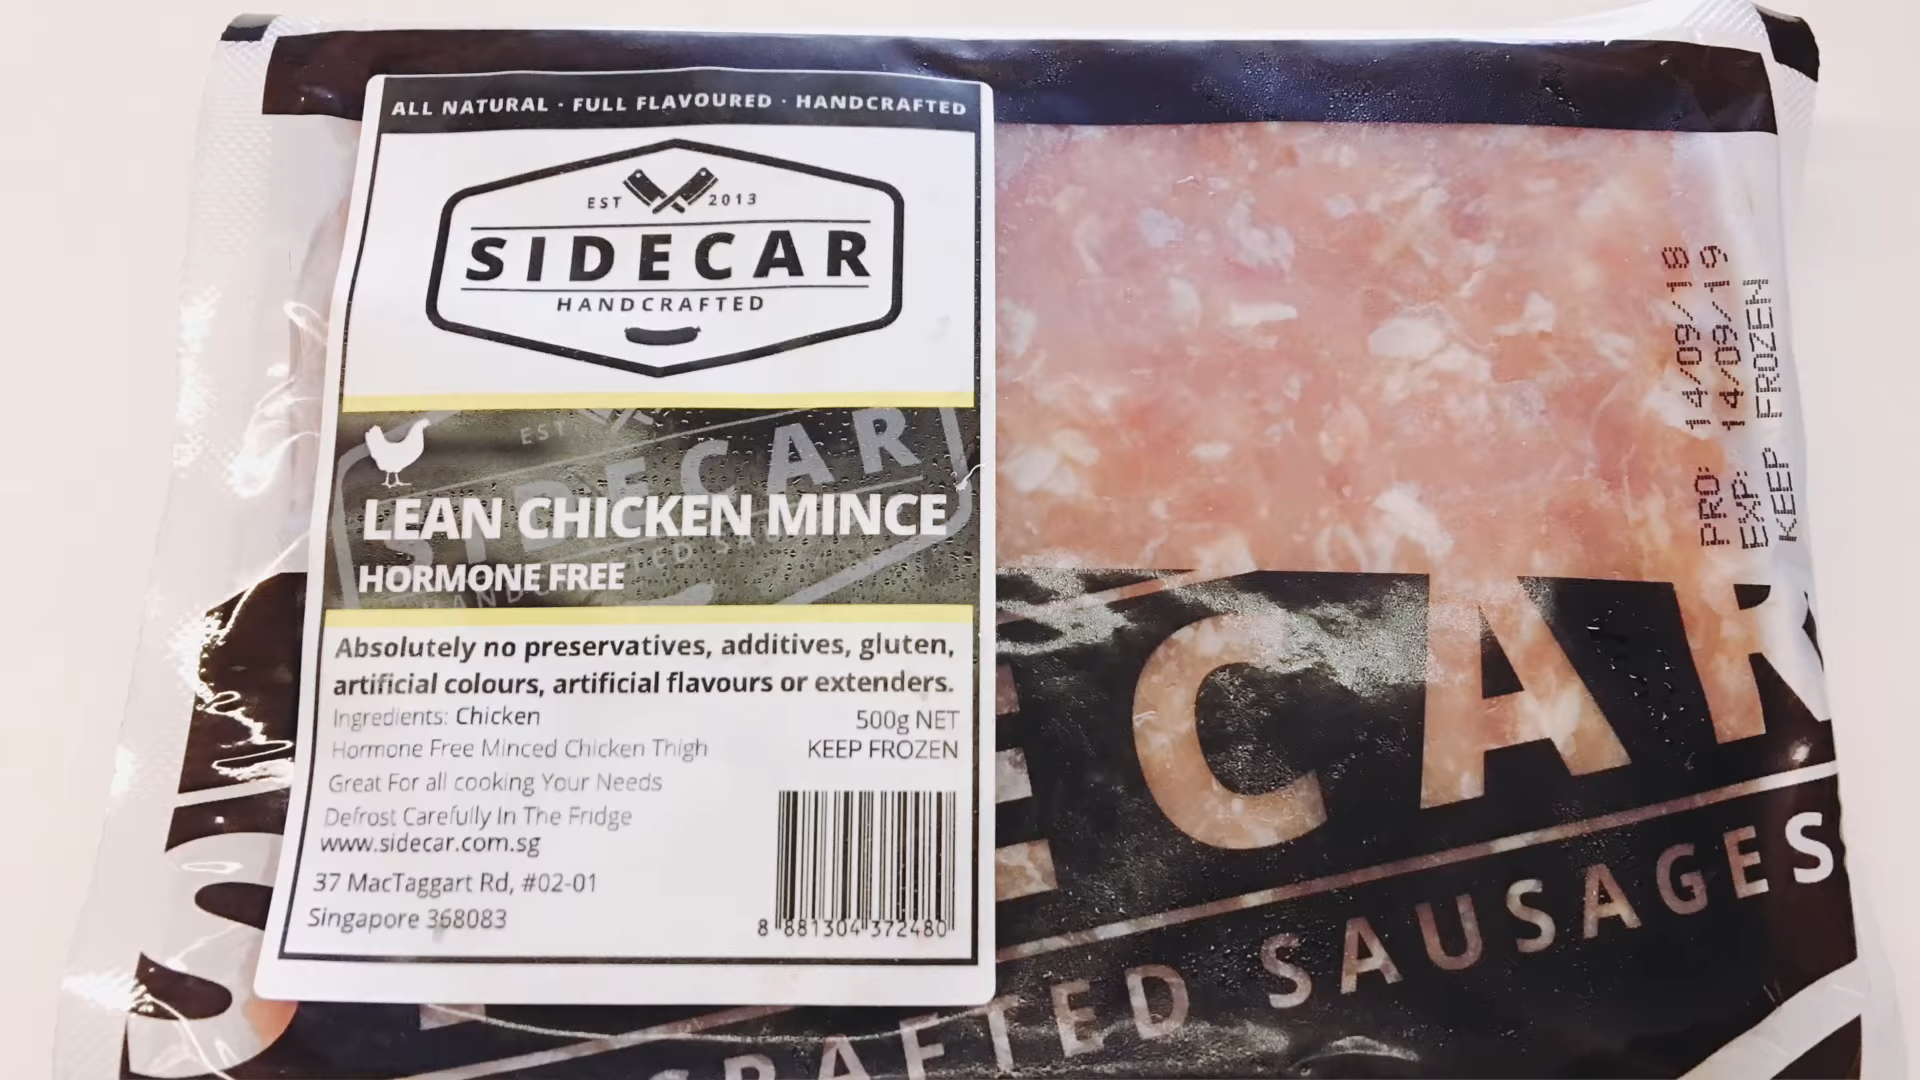 ALL NATURAL · FULL FLAVOURED · HANDCRAFTED
EST 2013
SIDECAR
HANDCRAFTED
EST
SIDECAR
LEAN CHICKEN MINCE
HORMONE FREE
Absolutely no preservatives, additives, gluten,
artificial colours, artificial flavours or extenders.
Ingredients: Chicken
500g NET
Hormone Free Minced Chicken Thigh
KEEP FROZEN
Great For all cooking Your Needs
Defrost Carefully In The Fridge
www.sidecar.com.sg
37 MacTaggart Rd, #02-01
Singapore 368083
8 881304 372480
PRO: 14/09/18
EXP: 14/09/19
KEEP FROZEN
ECAR
CRAFTED SAUSAGES